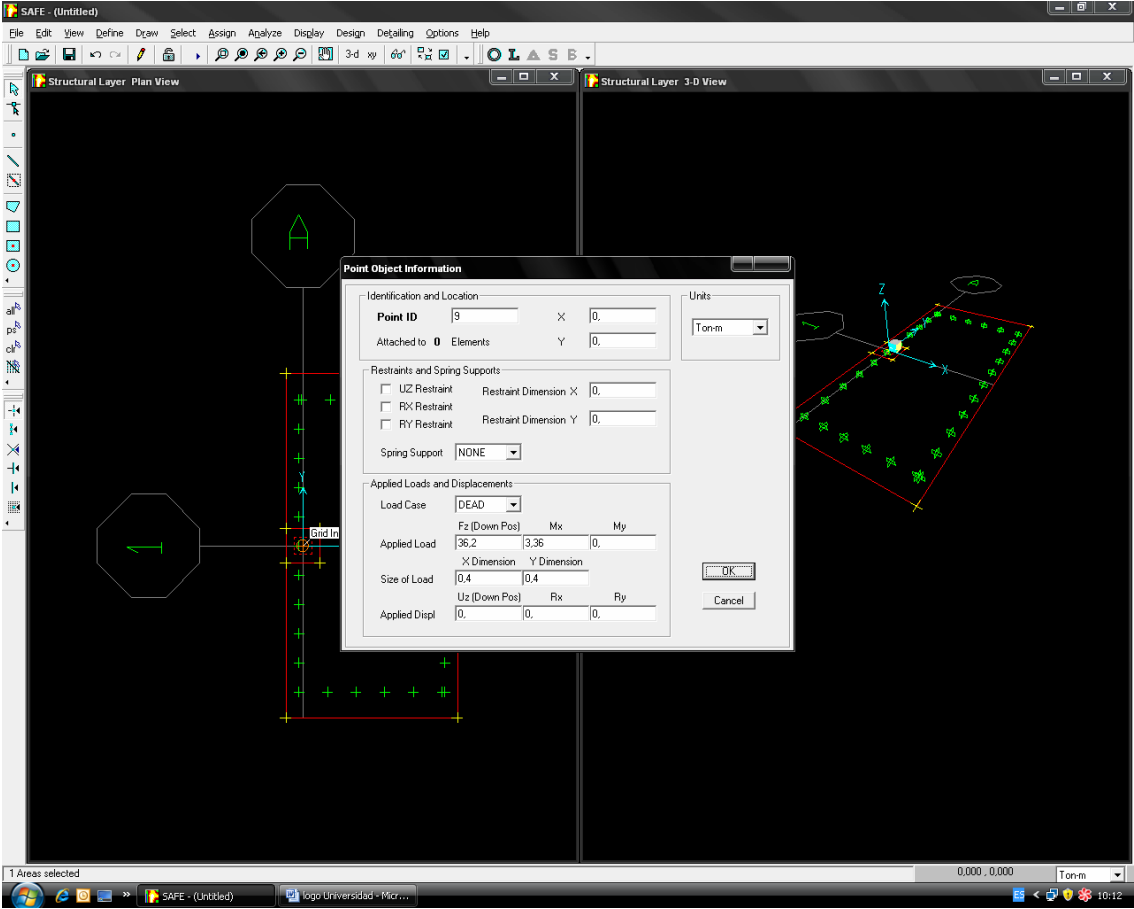 SAFE - (Untitled)
File Edit View Define Draw Select Assign Analyze Display Design Detailing Options Help
3-d xy
Structural Layer Plan View
Structural Layer 3-D View
all
ps
clr
A
1
Y
Grid In
Z
X
A
1
Point Object Information
Identification and Location
Point ID 9 X 0,
Attached to 0 Elements Y 0,
Units
Ton-m
Restraints and Spring Supports
UZ Restraint Restraint Dimension X 0,
RX Restraint
RY Restraint Restraint Dimension Y 0,
Spring Support NONE
Applied Loads and Displacements
Load Case DEAD
Fz (Down Pos) Mx My
Applied Load 36,2 3,36 0,
X Dimension Y Dimension
Size of Load 0,4 0,4
Uz (Down Pos) Rx Ry
Applied Displ 0, 0, 0,
OK
Cancel
1 Areas selected 0,000 , 0,000 Ton-m
SAFE - (Untitled) logo Universidad - Micr... ES 10:12